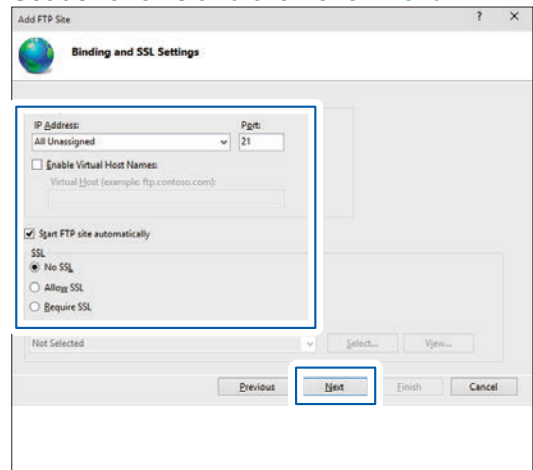 Add FTP Site
? X
Binding and SSL Settings
IP Address: Port:
All Unassigned 21
Enable Virtual Host Names:
Virtual Host (example: ftp.contoso.com):
Start FTP site automatically
SSL
No SSL
Allow SSL
Require SSL
Not Selected Select... View...
Previous Next Finish Cancel